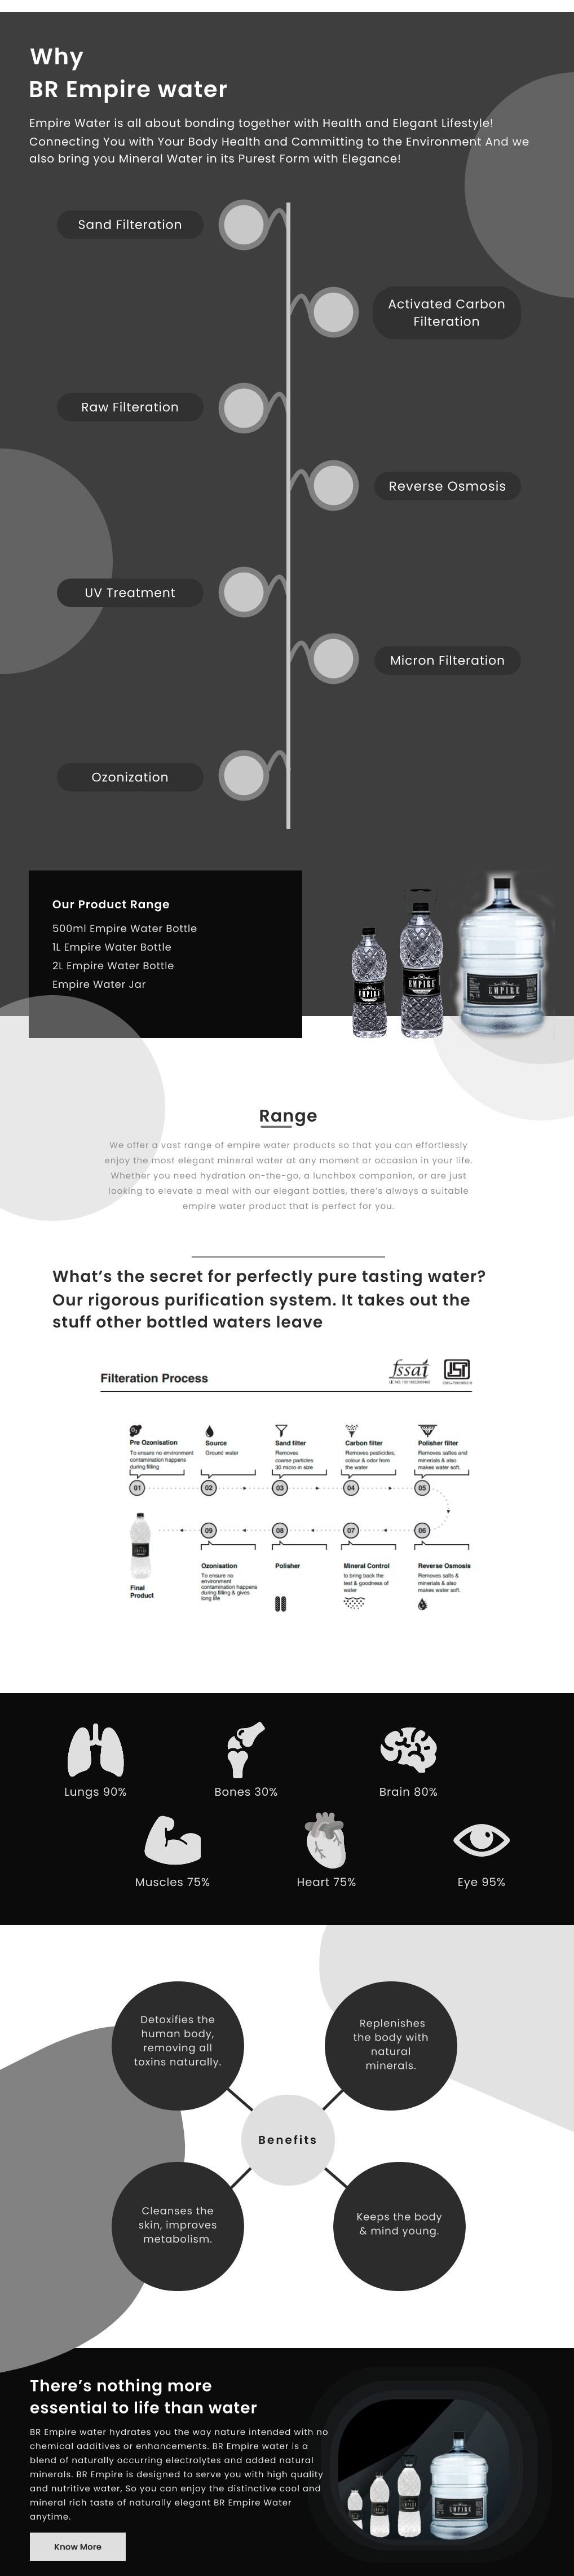 Why
BR Empire water
Empire Water is all about bonding together with Health and Elegant Lifestyle!
Connecting You with Your Body Health and Committing to the Environment And we
also bring you Mineral Water in its Purest Form with Elegance!
Sand Filteration
Activated Carbon
Filteration
Raw Filteration
Reverse Osmosis
UV Treatment
Micron Filteration
Ozonization
Our Product Range
500ml Empire Water Bottle
1L Empire Water Bottle
2L Empire Water Bottle
Empire Water Jar
EMPIRE
EMPIRE
EMPIRE
Range
We offer a vast range of empire water products so that you can effortlessly
enjoy the most elegant mineral water at any moment or occasion in your life.
Whether you need hydration on-the-go, a lunchbox companion, or are just
looking to elevate a meal with our elegant bottles, there's always a suitable
empire water product that is perfect for you.
What's the secret for perfectly pure tasting water?
Our rigorous purification system. It takes out the
stuff other bottled waters leave
Filteration Process
fssai
ISI
Pre Ozonisation
To ensure no environment
contamination happens
during filling
Source
Ground water
Sand filter
Removes
coarse particles
30 micro in size
Carbon filter
Removes pesticides,
colour & odor from
the water
Polisher filter
Removes saltes and
minerals & also
makes water soft.
01
02
03
04
05
09
08
07
06
Final
Product
Ozonisation
To ensure no
environment
contamination happens
during filling & gives
long life
Polisher
Mineral Control
to bring back the
test & goodness of
water
Reverse Osmosis
Removes salts &
minerials & also
makes water soft.
Lungs 90%
Bones 30%
Brain 80%
Muscles 75%
Heart 75%
Eye 95%
Detoxifies the
human body,
removing all
toxins naturally.
Replenishes
the body with
natural
minerals.
Benefits
Cleanses the
skin, improves
metabolism.
Keeps the body
& mind young.
There's nothing more
essential to life than water
BR Empire water hydrates you the way nature intended with no
chemical additives or enhancements. BR Empire water is a
blend of naturally occurring electrolytes and added natural
minerals. BR Empire is designed to serve you with high quality
and nutritive water, So you can enjoy the distinctive cool and
mineral rich taste of naturally elegant BR Empire Water
anytime.
EMPIRE
Know More